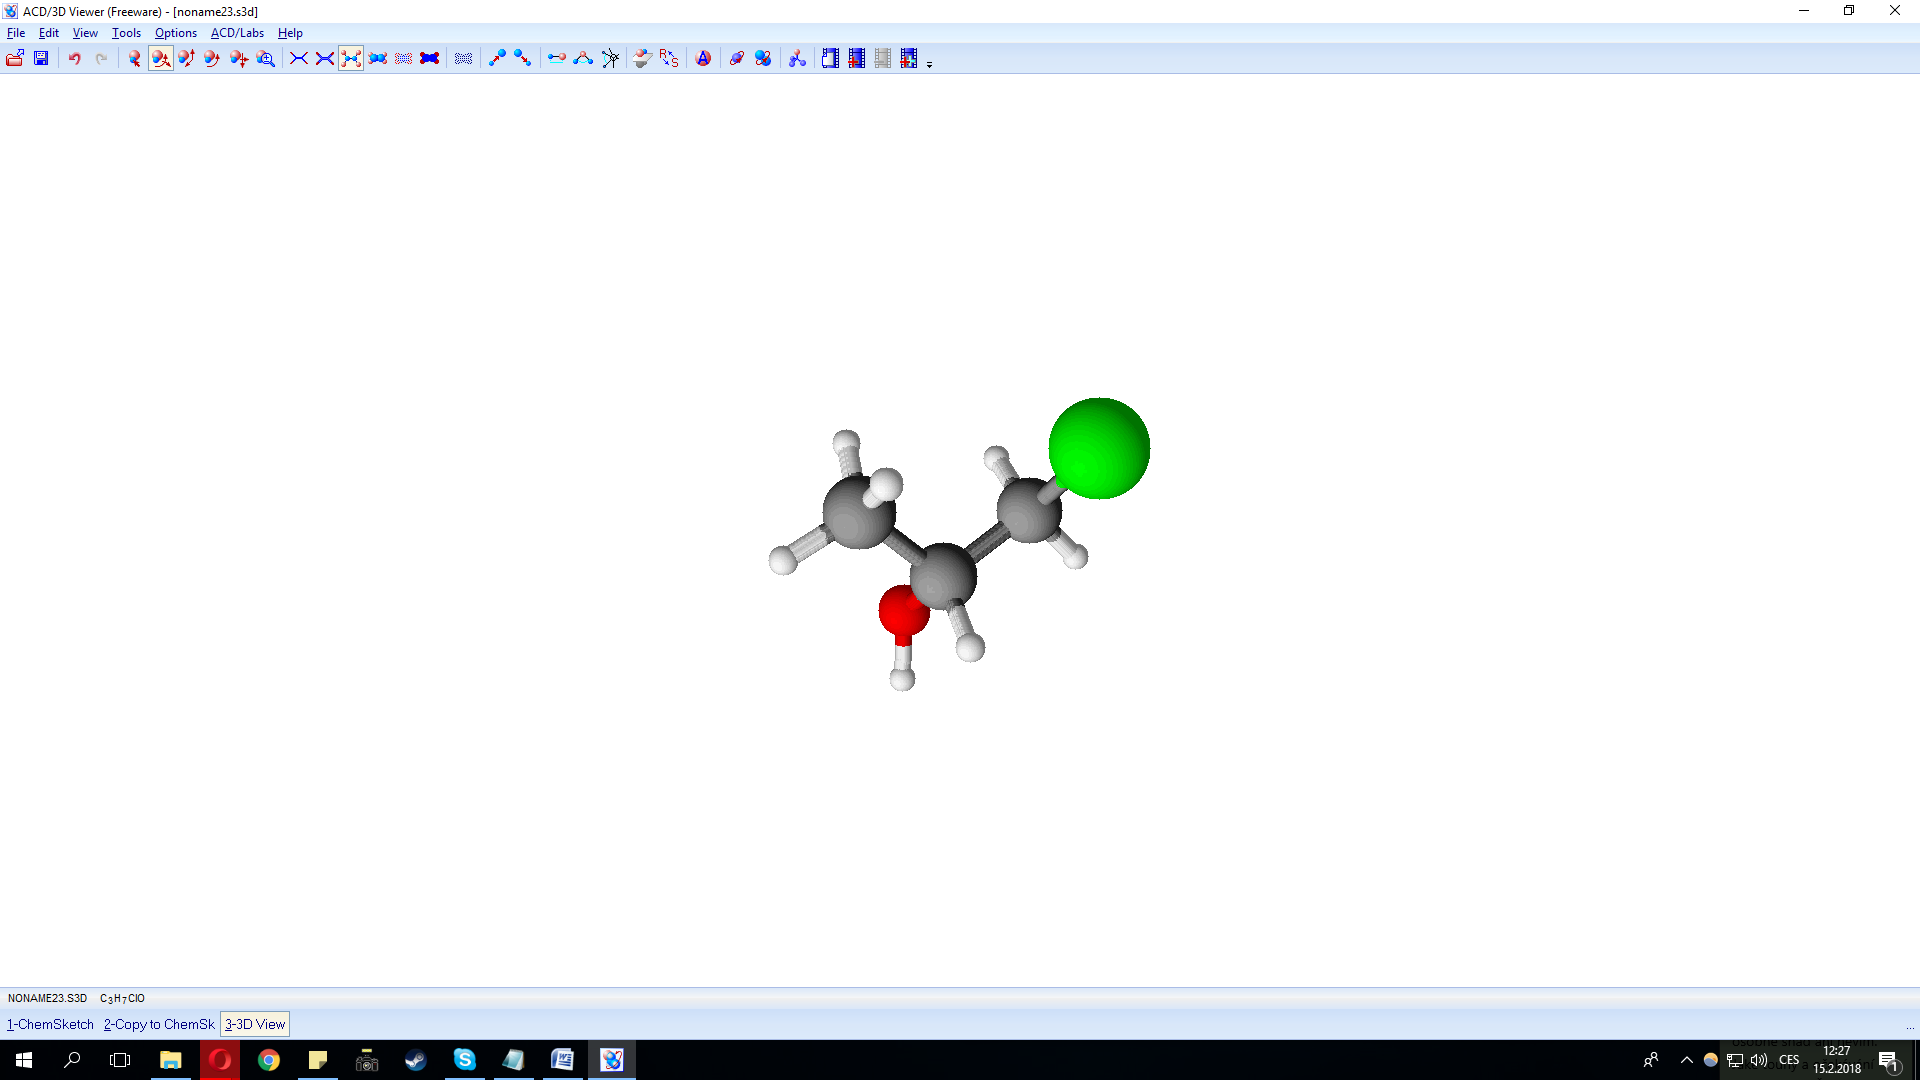 ACD/3D Viewer (Freeware) - [noname23.s3d]
File Edit View Tools Options ACD/Labs Help
NONAME23.S3D C3H7ClO
1-ChemSketch 2-Copy to ChemSk 3-3D View
CES
12:27
15.2.2018
1